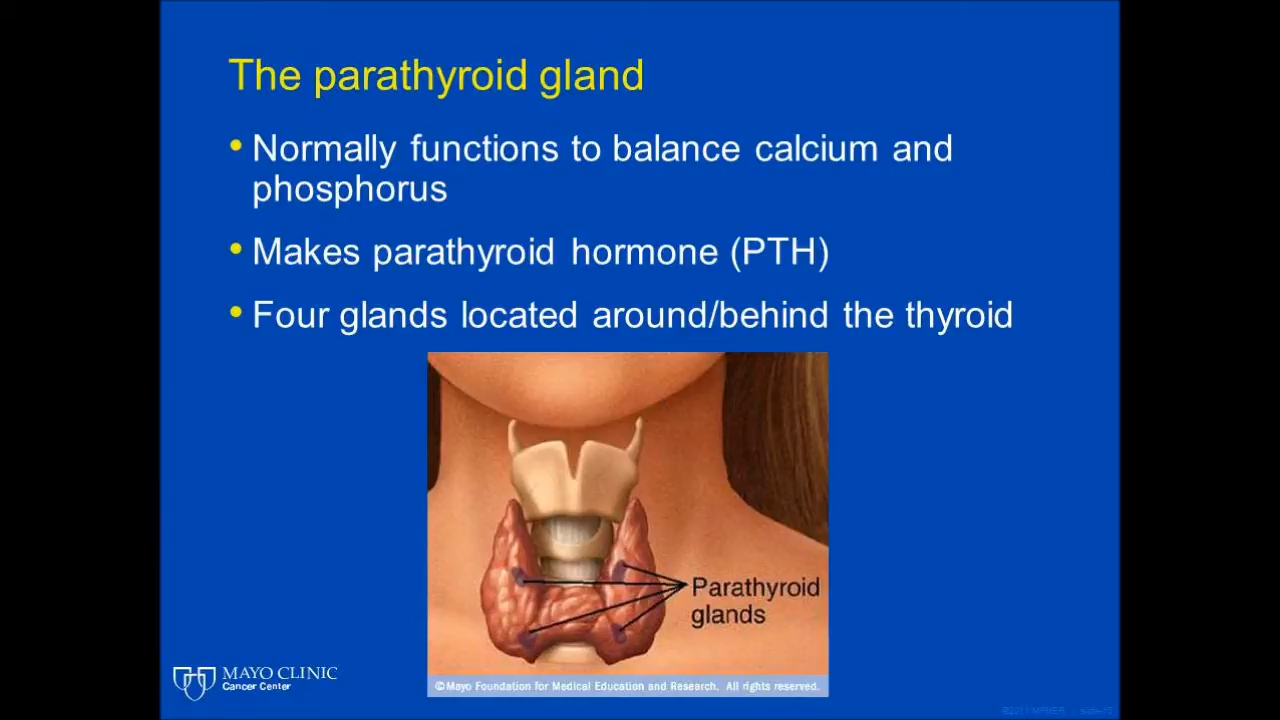 The parathyroid gland
• Normally functions to balance calcium and
phosphorus
• Makes parathyroid hormone (PTH)
• Four glands located around/behind the thyroid
Parathyroid
glands
©Mayo Foundation for Medical Education and Research. All rights reserved.
MAYO CLINIC
Cancer Center